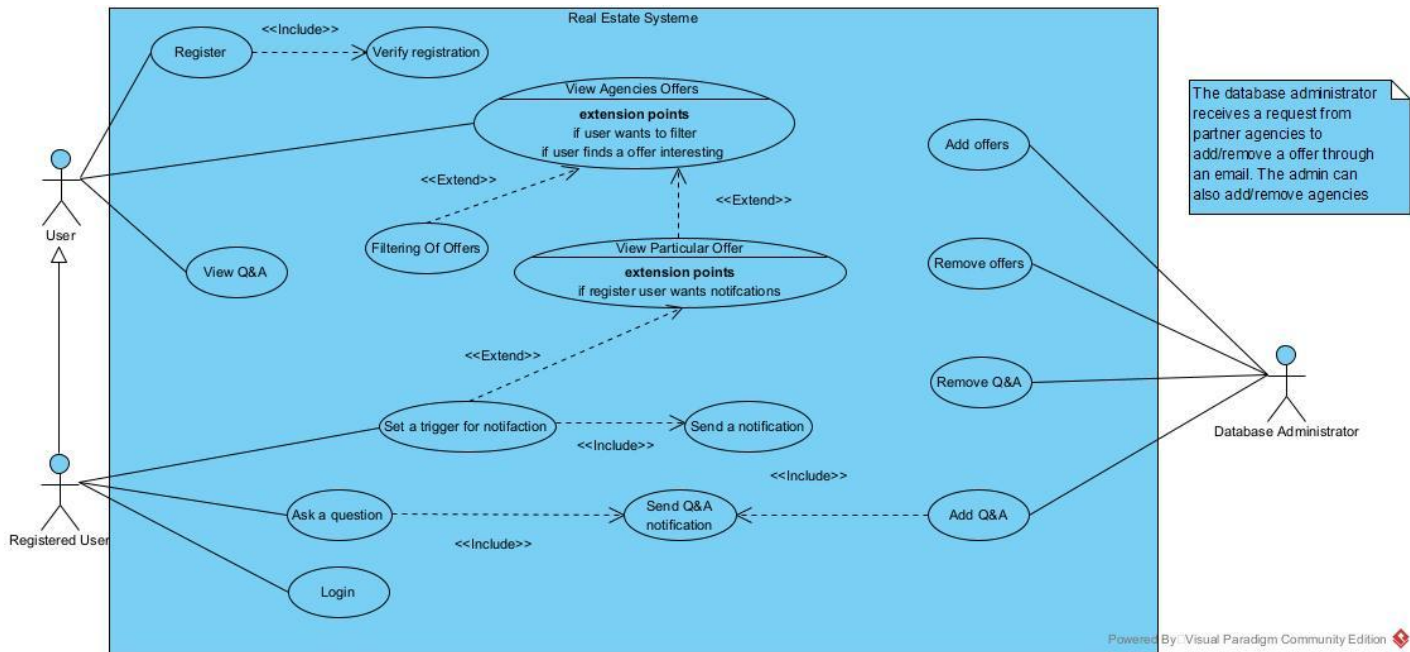 Real Estate Systeme
<<Include>>
Register
Verify registration
View Agencies Offers
extension points
if user wants to filter
if user finds a offer interesting
The database administrator
receives a request from
partner agencies to
add/remove a offer through
an email. The admin can
also add/remove agencies
Add offers
<<Extend>>
<<Extend>>
User
Filtering Of Offers
View Particular Offer
extension points
if register user wants notifcations
View Q&A
Remove offers
<<Extend>>
Remove Q&A
Database Administrator
Set a trigger for notifaction
<<Include>>
Send a notification
<<Include>>
Registered User
Ask a question
Send Q&A
notification
Add Q&A
<<Include>>
Login
Powered By Visual Paradigm Community Edition